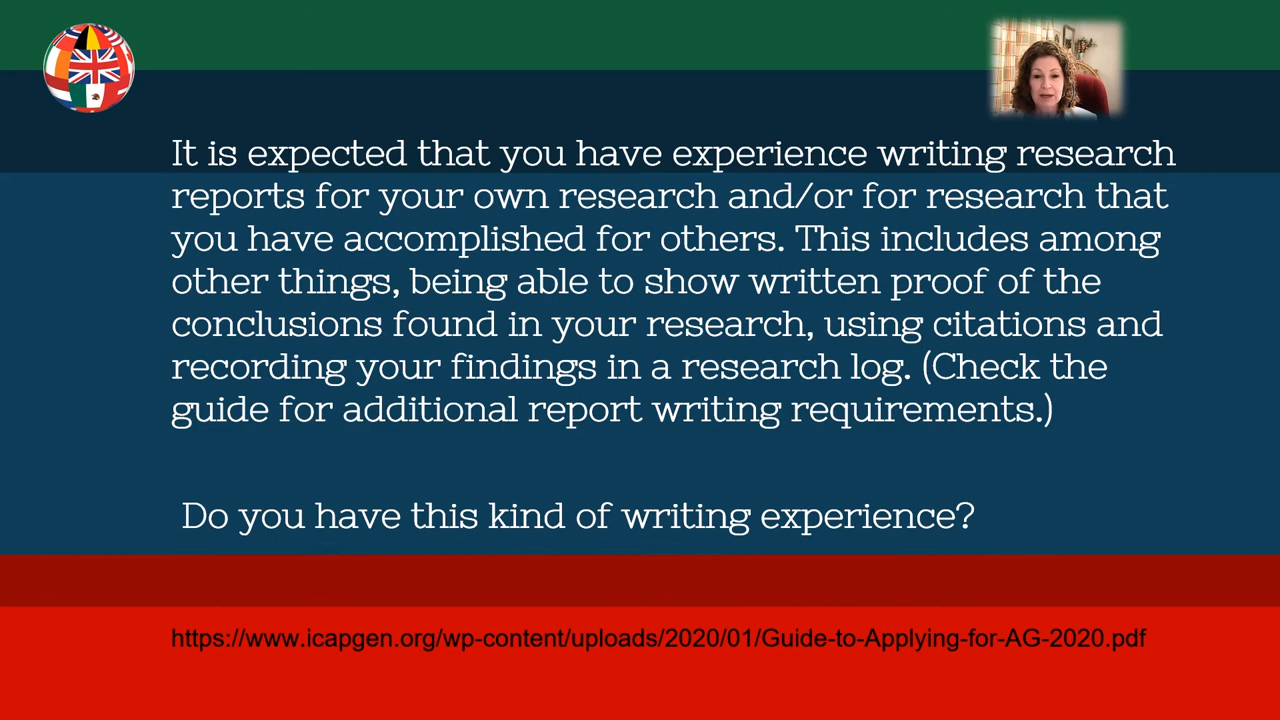 It is expected that you have experience writing research
reports for your own research and/or for research that
you have accomplished for others. This includes among
other things, being able to show written proof of the
conclusions found in your research, using citations and
recording your findings in a research log. (Check the
guide for additional report writing requirements.)
Do you have this kind of writing experience?
https://www.icapgen.org/wp-content/uploads/2020/01/Guide-to-Applying-for-AG-2020.pdf